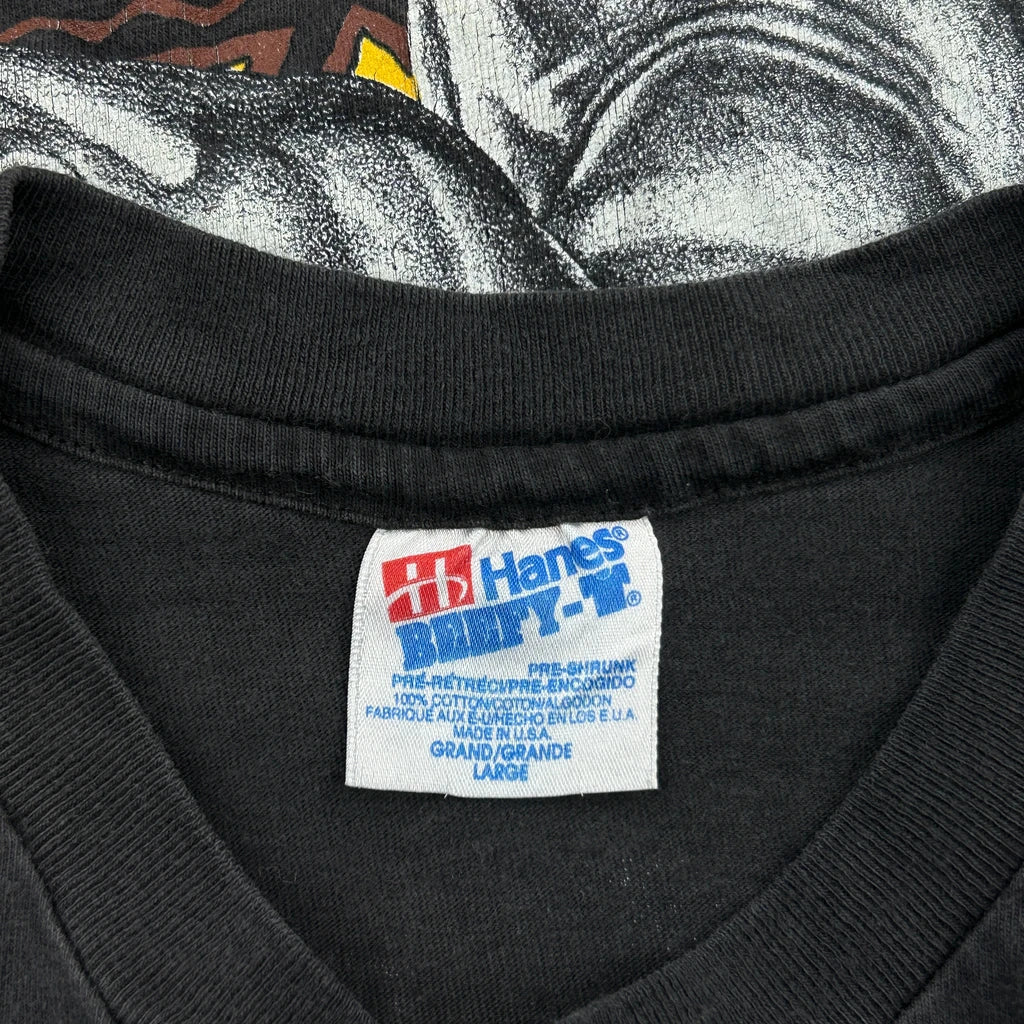 H Hanes®
BEEFY-T®
PRE-SHRUNK
PRÉ-RÉTRÉCI/PRE-ENCOGIDO
100% COTTON/COTON/ALGODON
FABRIQUÉ AUX É-U/HECHO EN LOS E.U.A.
MADE IN U.S.A.
GRAND/GRANDE
LARGE